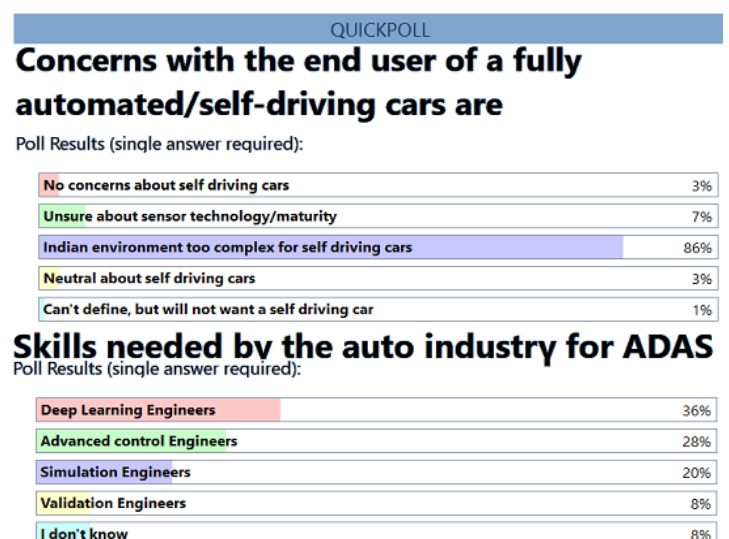 QUICKPOLL
Concerns with the end user of a fully
automated/self-driving cars are
Poll Results (single answer required):
No concerns about self driving cars 3%
Unsure about sensor technology/maturity 7%
Indian environment too complex for self driving cars 86%
Neutral about self driving cars 3%
Can't define, but will not want a self driving car 1%
Skills needed by the auto industry for ADAS
Poll Results (single answer required):
Deep Learning Engineers 36%
Advanced control Engineers 28%
Simulation Engineers 20%
Validation Engineers 8%
I don't know 8%